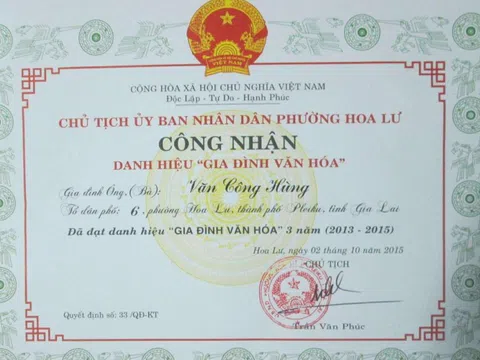 VIỆT NAM
CỘNG HÒA XÃ HỘI CHỦ NGHĨA VIỆT NAM
Độc Lập - Tự Do - Hạnh Phúc
CHỦ TỊCH ỦY BAN NHÂN DÂN PHƯỜNG HOA LƯ
CÔNG NHẬN
DANH HIỆU "GIA ĐÌNH VĂN HÓA"
Gia đình Ông, (Bà): Văn Công Hùng
Tổ dân phố: 6, phường Hoa Lư, thành phố Pleiku, tỉnh Gia Lai
Đã đạt danh hiệu "GIA ĐÌNH VĂN HÓA" 3 năm (2013 - 2015)
Hoa Lư, ngày 02 tháng 10 năm 2015
CHỦ TỊCH
Quyết định số: 33 /QĐ-KT
Trần Văn Phúc